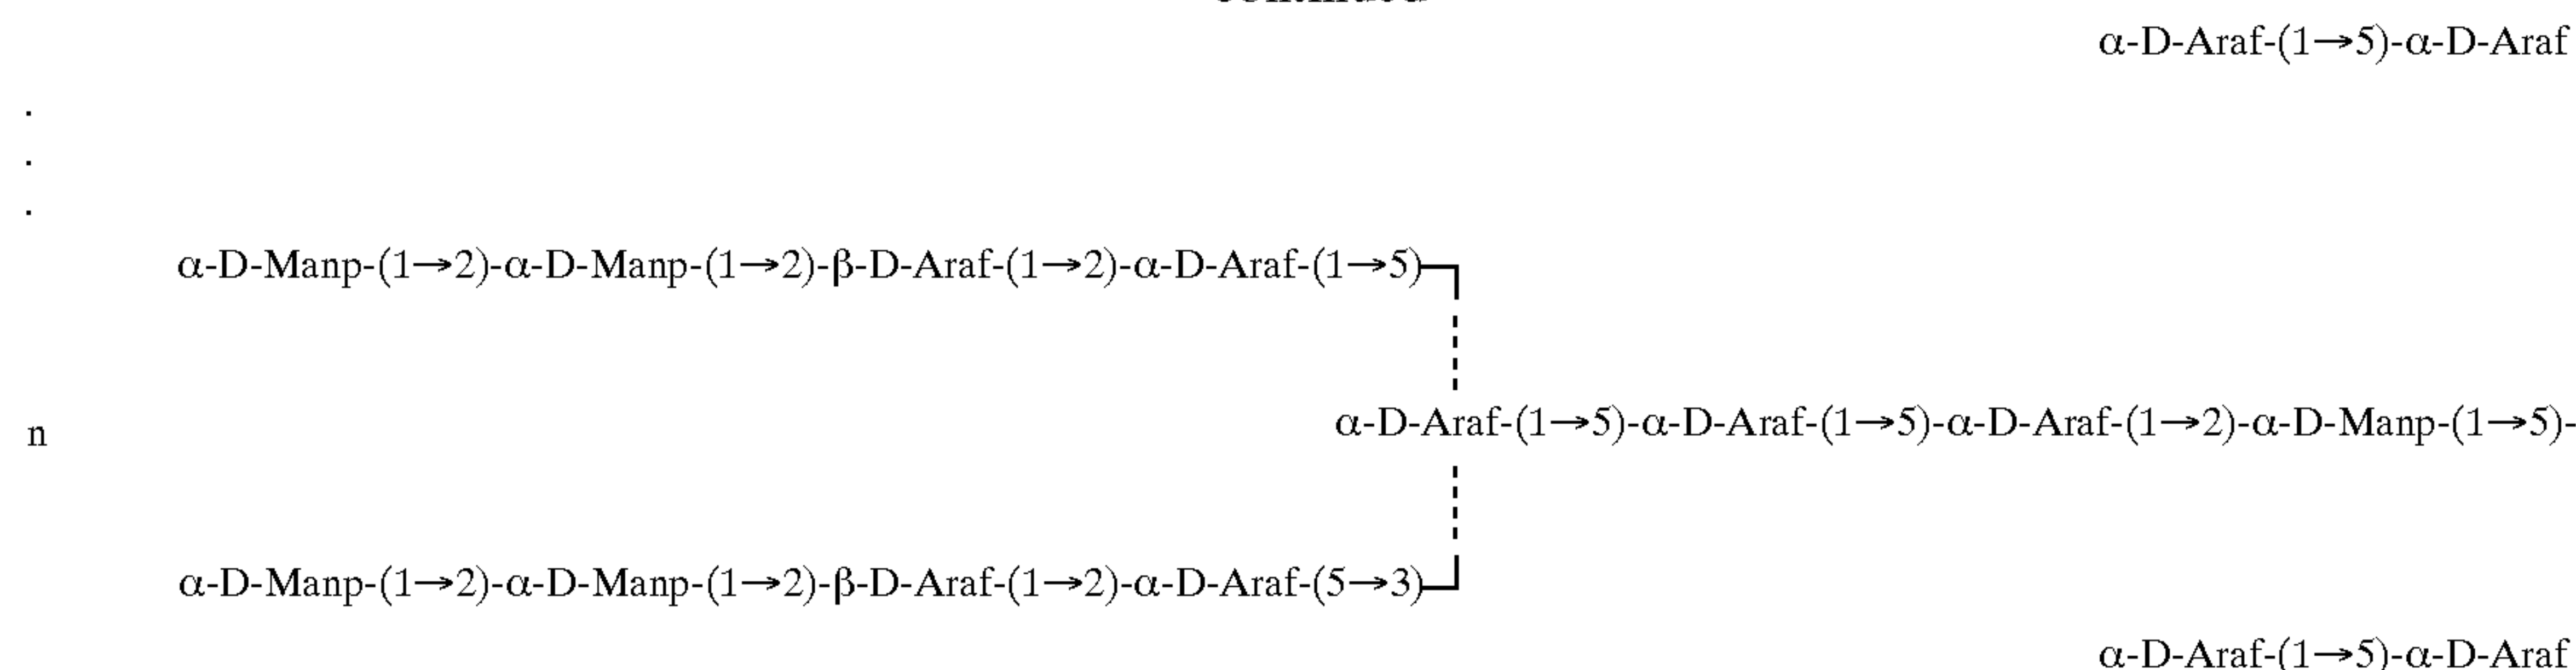 α-D-Araf-(1→5)-α-D-Araf
.
.
.
α-D-Manp-(1→2)-α-D-Manp-(1→2)-β-D-Araf-(1→2)-α-D-Araf-(1→5)
n α-D-Araf-(1→5)-α-D-Araf-(1→5)-α-D-Araf-(1→2)-α-D-Manp-(1→5)-
α-D-Manp-(1→2)-α-D-Manp-(1→2)-β-D-Araf-(1→2)-α-D-Araf-(5→3)
α-D-Araf-(1→5)-α-D-Araf